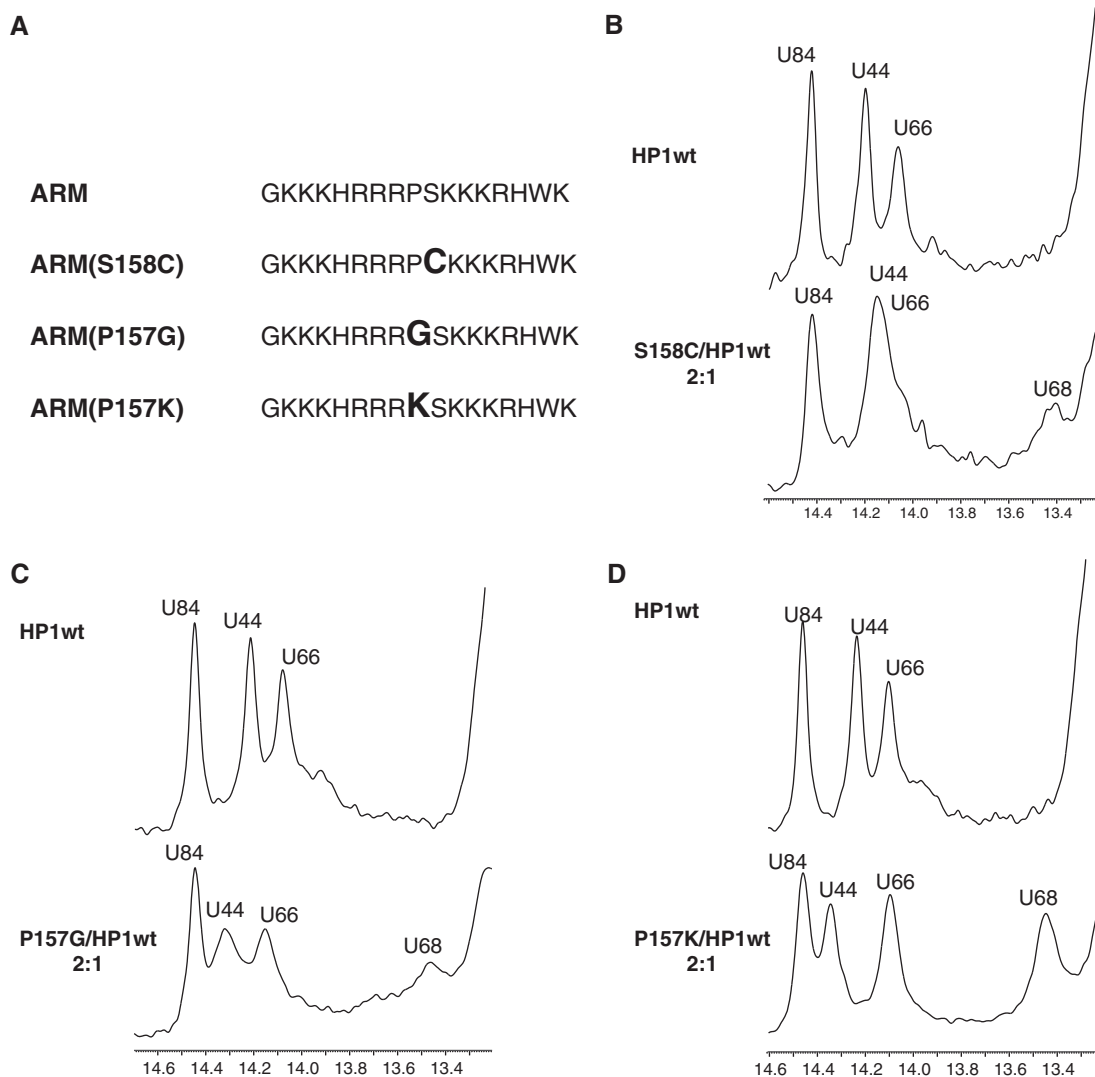 A
ARM GKKKHRRRPSKKKRHWK
ARM(S158C) GKKKHRRRPCKKKRHWK
ARM(P157G) GKKKHRRRGSKKKRHWK
ARM(P157K) GKKKHRRRKSKKKRHWK
B
HP1wt
U84
U44
U66
S158C/HP1wt
2:1
U84
U44
U66
U68
14.4 14.2 14.0 13.8 13.6 13.4
C
HP1wt
U84
U44
U66
P157G/HP1wt
2:1
U84
U44
U66
U68
14.6 14.4 14.2 14.0 13.8 13.6 13.4
D
HP1wt
U84
U44
U66
P157K/HP1wt
2:1
U84
U44
U66
U68
14.6 14.4 14.2 14.0 13.8 13.6 13.4